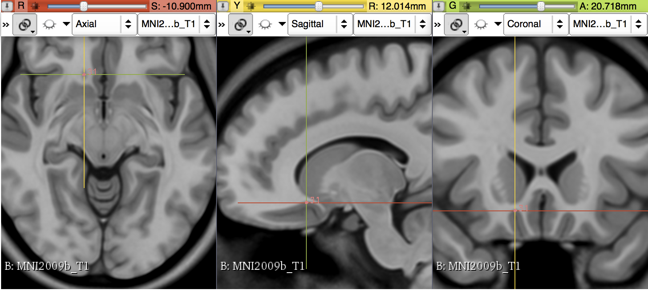 R S: -10.900mm
Y R: 12.014mm
G A: 20.718mm
» Axial MNI2...b_T1
» Sagittal MNI2...b_T1
» Coronal MNI2...b_T1
B: MNI2009b_T1
B: MNI2009b_T1
B: MNI2009b_T1